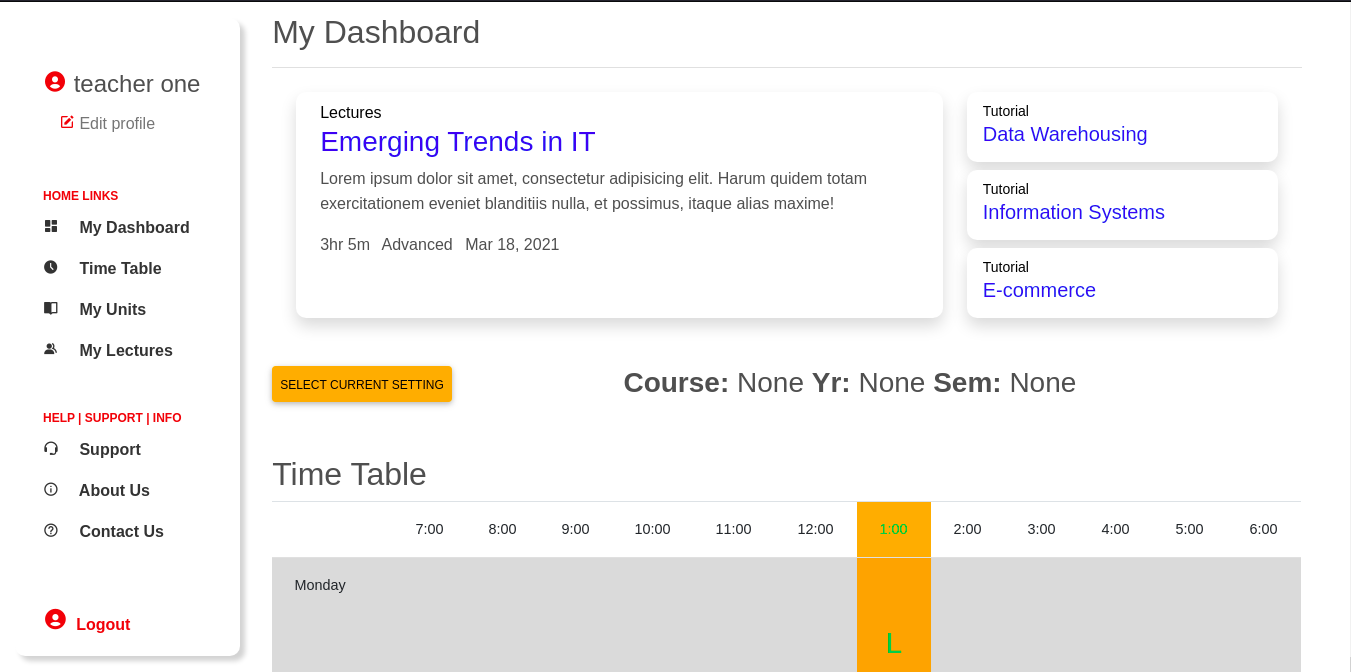 teacher one
Edit profile
HOME LINKS
My Dashboard
Time Table
My Units
My Lectures
HELP | SUPPORT | INFO
Support
About Us
Contact Us
Logout
My Dashboard
Lectures
Emerging Trends in IT
Lorem ipsum dolor sit amet, consectetur adipisicing elit. Harum quidem totam
exercitationem eveniet blanditiis nulla, et possimus, itaque alias maxime!
3hr 5m Advanced Mar 18, 2021
Tutorial
Data Warehousing
Tutorial
Information Systems
Tutorial
E-commerce
SELECT CURRENT SETTING
Course: None Yr: None Sem: None
Time Table
7:00 8:00 9:00 10:00 11:00 12:00 1:00 2:00 3:00 4:00 5:00 6:00
Monday
L